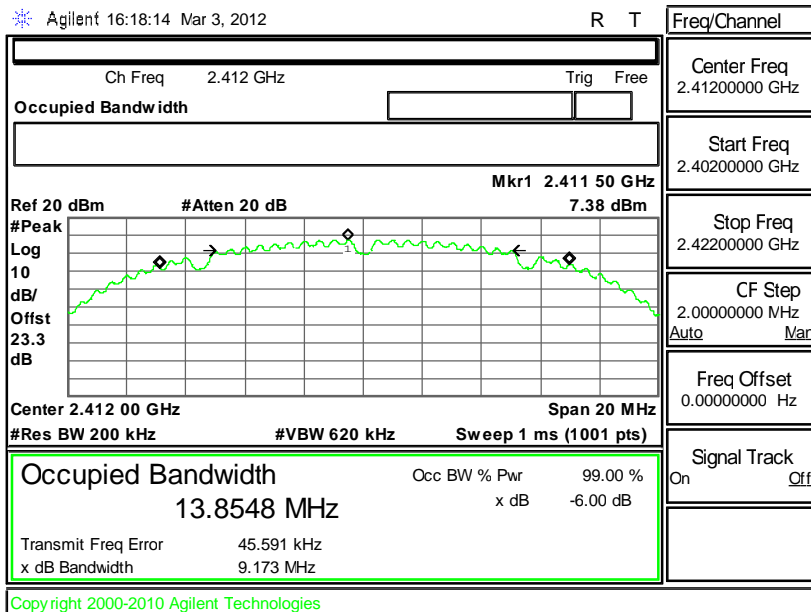 Agilent 16:18:14 Mar 3, 2012 R T
Freq/Channel
Ch Freq 2.412 GHz Trig Free
Occupied Bandwidth
Mkr1 2.411 50 GHz
Ref 20 dBm #Atten 20 dB 7.38 dBm
#Peak
Log
10
dB/
Offst
23.3
dB
1
Center 2.412 00 GHz Span 20 MHz
#Res BW 200 kHz #VBW 620 kHz Sweep 1 ms (1001 pts)
Occupied Bandwidth
13.8548 MHz
Occ BW % Pwr 99.00 %
x dB -6.00 dB
Transmit Freq Error 45.591 kHz
x dB Bandwidth 9.173 MHz
Center Freq
2.41200000 GHz
Start Freq
2.40200000 GHz
Stop Freq
2.42200000 GHz
CF Step
2.00000000 MHz
Auto Man
Freq Offset
0.00000000 Hz
Signal Track
On Off
Copyright 2000-2010 Agilent Technologies